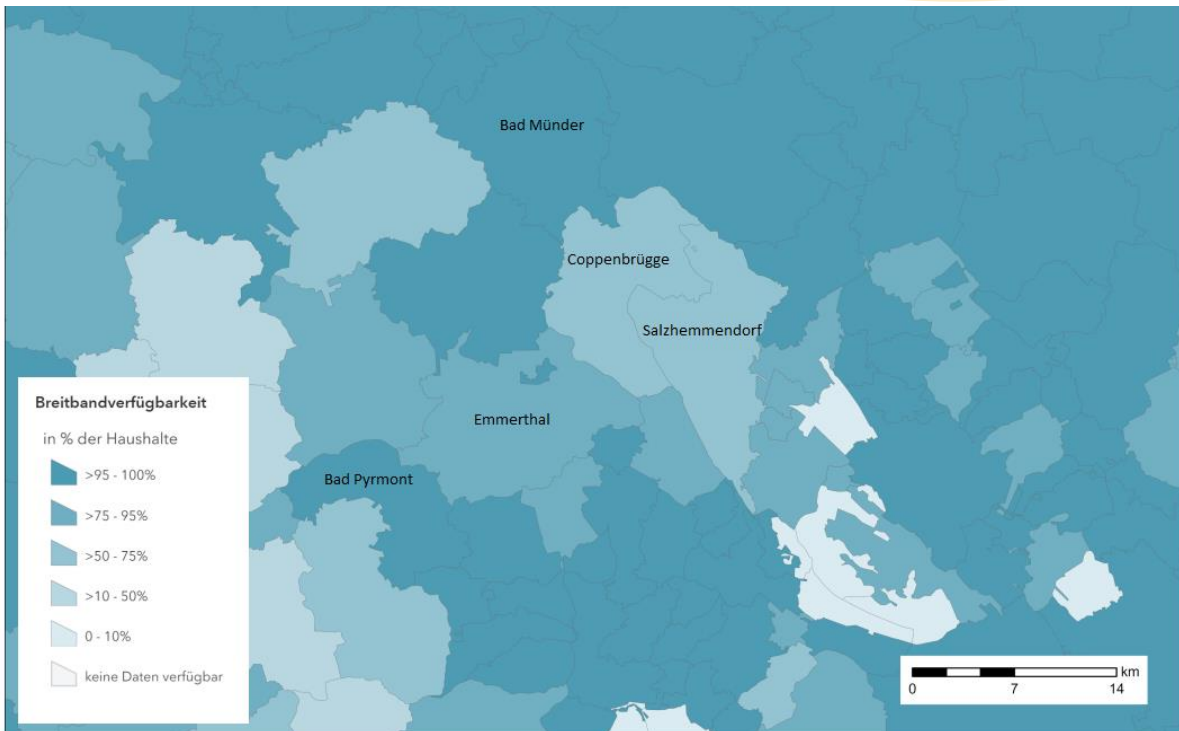 Bad Münder
Coppenbrügge
Salzhemmendorf
Emmerthal
Bad Pyrmont
Breitbandverfügbarkeit
in % der Haushalte
>95 - 100%
>75 - 95%
>50 - 75%
>10 - 50%
0 - 10%
keine Daten verfügbar
km
0 7 14